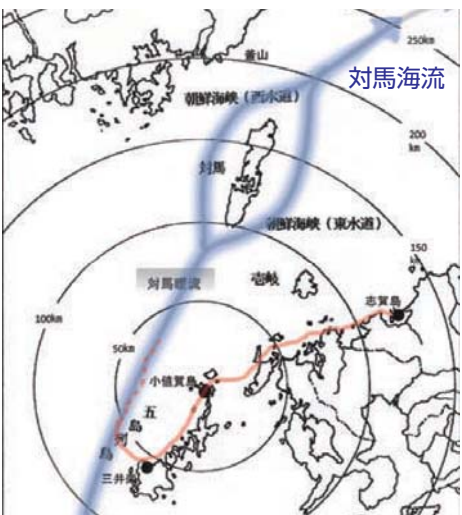 250km
釜山
対馬海流
朝鮮海峡(西水道)
200
km
対馬
朝鮮海峡(東水道)
150
km
壱岐
対馬暖流
志賀島
100km
50km
小値賀島
五
島
列
島
三井楽